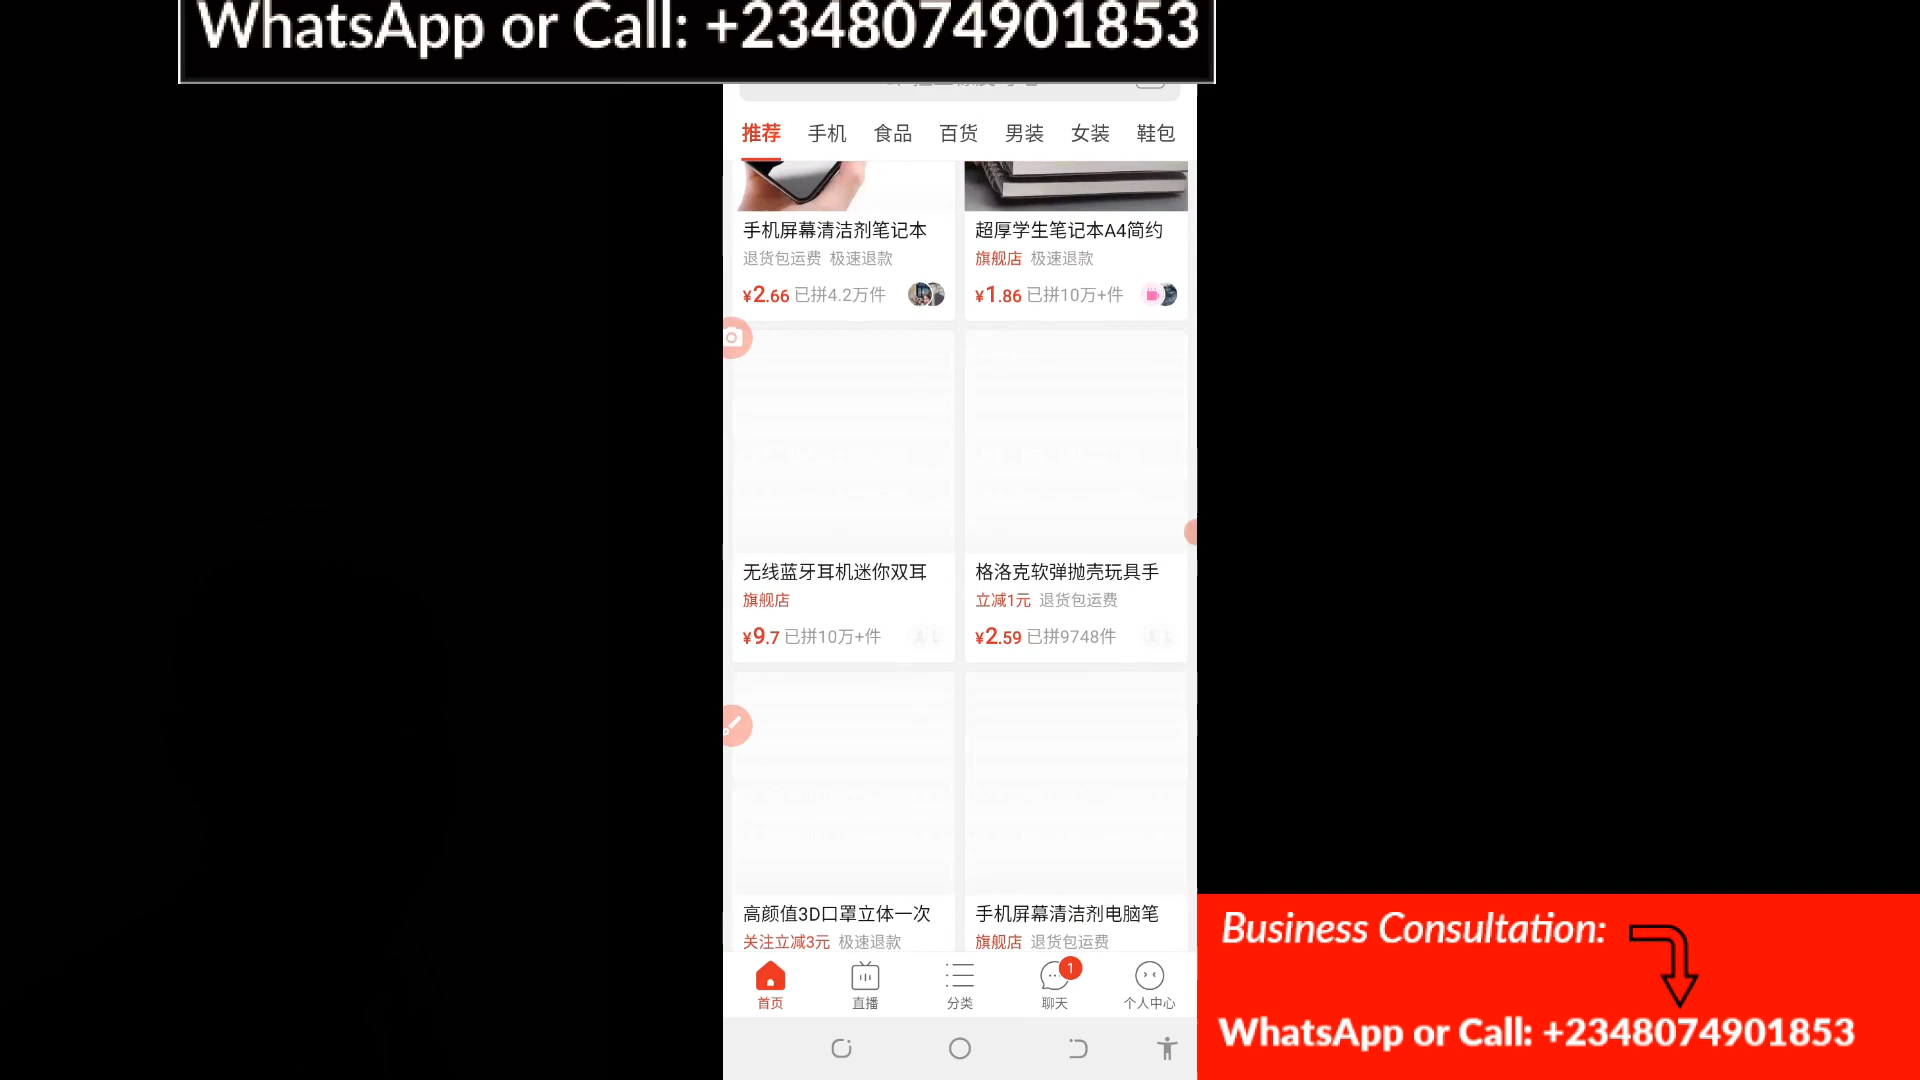 WhatsApp or Call: +2348074901853
推荐 手机 食品 百货 男装 女装 鞋包
手机屏幕清洁剂笔记本
退货包运费 极速退款
¥2.66 已拼4.2万件
超厚学生笔记本A4简约
旗舰店 极速退款
¥1.86 已拼10万+件
无线蓝牙耳机迷你双耳
旗舰店
¥9.7 已拼10万+件
格洛克软弹抛壳玩具手
立减1元 退货包运费
¥2.59 已拼9748件
高颜值3D口罩立体一次
关注立减3元 极速退款
手机屏幕清洁剂电脑笔
旗舰店 退货包运费
1
首页 直播 分类 聊天 个人中心
Business Consultation:
WhatsApp or Call: +2348074901853